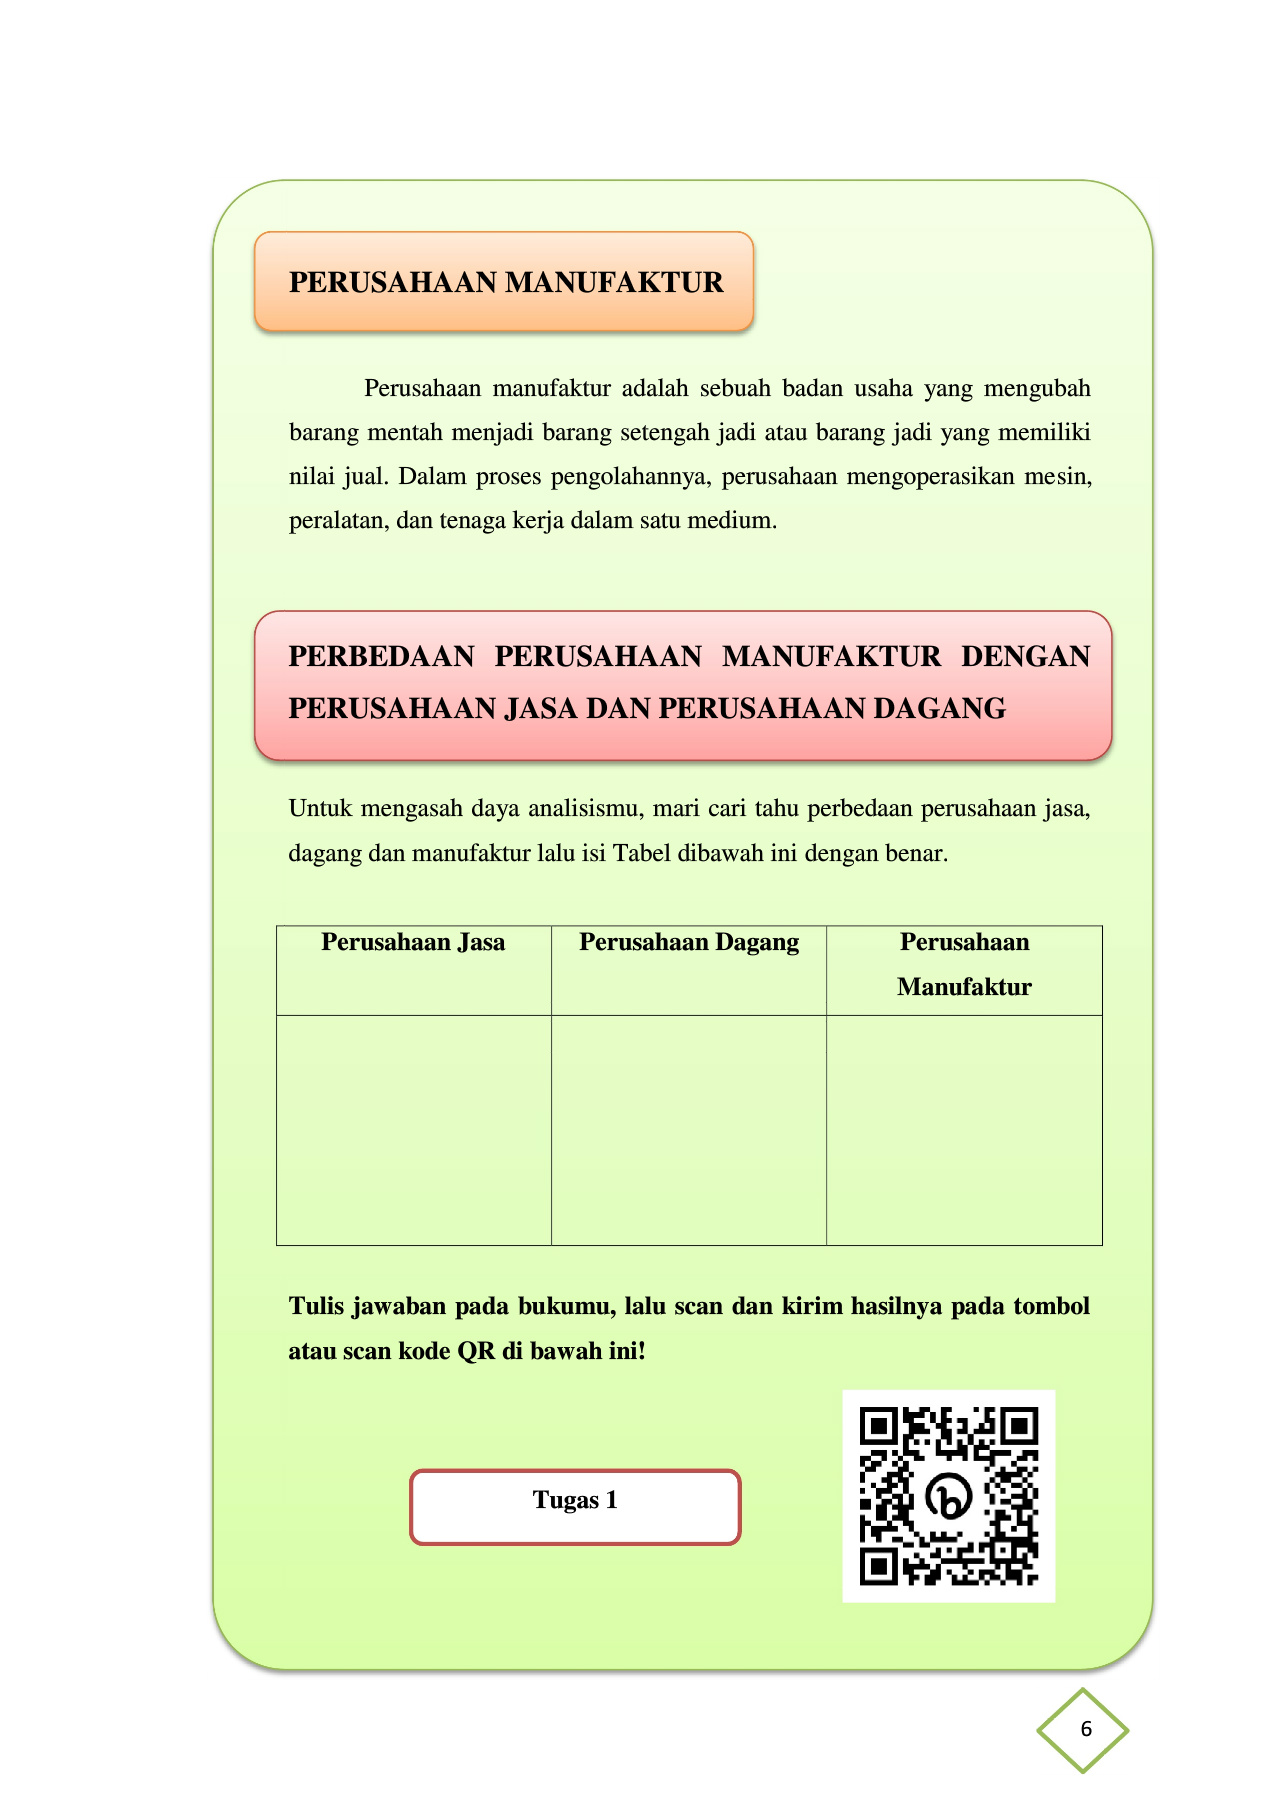 PERUSAHAAN MANUFAKTUR
Perusahaan manufaktur adalah sebuah badan usaha yang mengubah
barang mentah menjadi barang setengah jadi atau barang jadi yang memiliki
nilai jual. Dalam proses pengolahannya, perusahaan mengoperasikan mesin,
peralatan, dan tenaga kerja dalam satu medium.
PERBEDAAN PERUSAHAAN MANUFAKTUR DENGAN
PERUSAHAAN JASA DAN PERUSAHAAN DAGANG
Untuk mengasah daya analisismu, mari cari tahu perbedaan perusahaan jasa,
dagang dan manufaktur lalu isi Tabel dibawah ini dengan benar.
Perusahaan Jasa
Perusahaan Dagang
Perusahaan
Manufaktur
Tulis jawaban pada bukumu, lalu scan dan kirim hasilnya pada tombol
atau scan kode QR di bawah ini!
Tugas 1
b
6